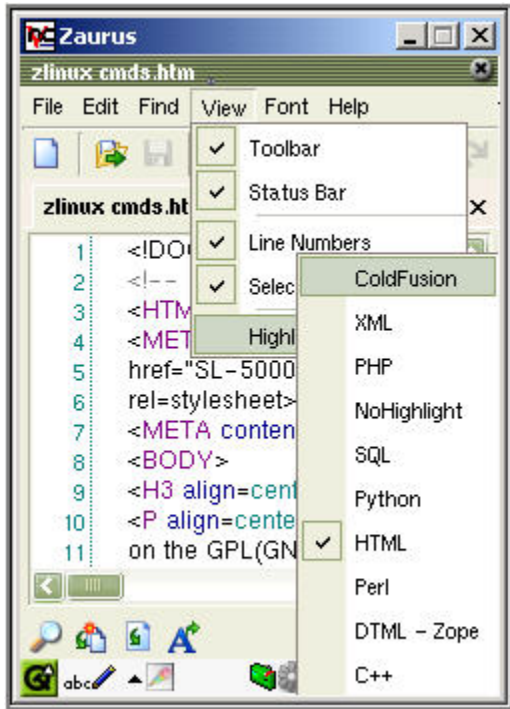 Zaurus
zlinux cmds.htm
File Edit Find View Font Help
Toolbar
zlinux cmds.ht
Status Bar
Line Numbers
Selec
Highl
ColdFusion
XML
PHP
NoHighlight
SQL
Python
HTML
Perl
DTML - Zope
C++
1 <!DO
2 <!--
3 <HTM
4 <MET
5 href="SL-5000
6 rel=stylesheet>
7 <META conten
8 <BODY>
9 <H3 align=cent
10 <P align=cente
11 on the GPL(GN
abc